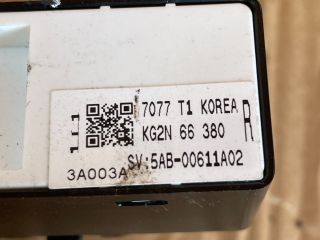 7077 T1 KOREA
KG2N 66 380 R
SV:5AB-00611A02
3A003A